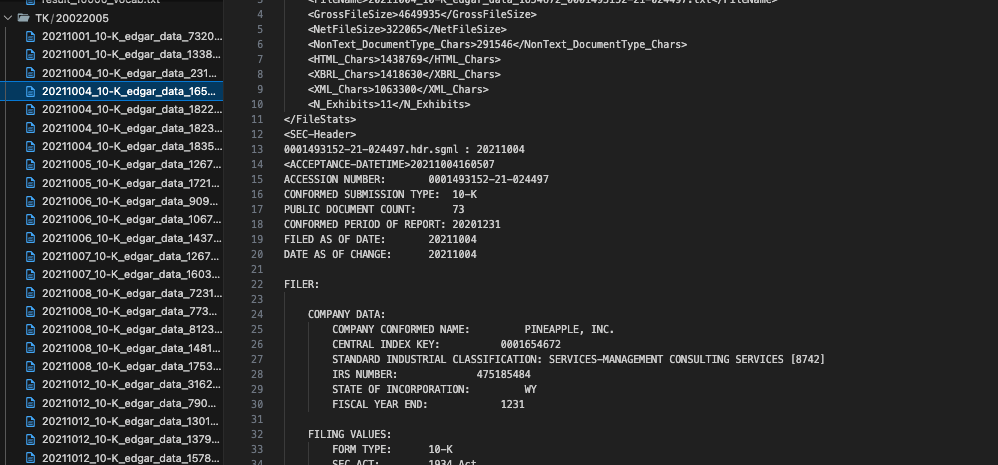 result_10000_vocab.txt
TK/20222005
20211001_10-K_edgar_data_7320...
20211001_10-K_edgar_data_1338...
20211004_10-K_edgar_data_231...
20211004_10-K_edgar_data_165...
20211004_10-K_edgar_data_1822...
20211004_10-K_edgar_data_1823...
20211004_10-K_edgar_data_1835...
20211005_10-K_edgar_data_1267...
20211005_10-K_edgar_data_1721...
20211006_10-K_edgar_data_909...
20211006_10-K_edgar_data_1067...
20211006_10-K_edgar_data_1437...
20211007_10-K_edgar_data_1267...
20211007_10-K_edgar_data_1603...
20211008_10-K_edgar_data_7231...
20211008_10-K_edgar_data_773...
20211008_10-K_edgar_data_8123...
20211008_10-K_edgar_data_1481...
20211008_10-K_edgar_data_1753...
20211012_10-K_edgar_data_3162...
20211012_10-K_edgar_data_790...
20211012_10-K_edgar_data_1301...
20211012_10-K_edgar_data_1379...
20211012_10-K_edgar_data_1578...
3 <FileName>20211004_10-K_edgar_data_1654672_0001493152-21-024497.txt</FileName>
4 <GrossFileSize>4649935</GrossFileSize>
5 <NetFileSize>322065</NetFileSize>
6 <NonText_DocumentType_Chars>291546</NonText_DocumentType_Chars>
7 <HTML_Chars>1438769</HTML_Chars>
8 <XBRL_Chars>1418630</XBRL_Chars>
9 <XML_Chars>1063300</XML_Chars>
10 <N_Exhibits>11</N_Exhibits>
11 </FileStats>
12 <SEC-Header>
13 0001493152-21-024497.hdr.sgml : 20211004
14 <ACCEPTANCE-DATETIME>20211004160507
15 ACCESSION NUMBER: 0001493152-21-024497
16 CONFORMED SUBMISSION TYPE: 10-K
17 PUBLIC DOCUMENT COUNT: 73
18 CONFORMED PERIOD OF REPORT: 20201231
19 FILED AS OF DATE: 20211004
20 DATE AS OF CHANGE: 20211004
21
22 FILER:
23
24 COMPANY DATA:
25 COMPANY CONFORMED NAME: PINEAPPLE, INC.
26 CENTRAL INDEX KEY: 0001654672
27 STANDARD INDUSTRIAL CLASSIFICATION: SERVICES-MANAGEMENT CONSULTING SERVICES [8742]
28 IRS NUMBER: 475185484
29 STATE OF INCORPORATION: WY
30 FISCAL YEAR END: 1231
31
32 FILING VALUES:
33 FORM TYPE: 10-K
34 SEC ACT: 1934 Act